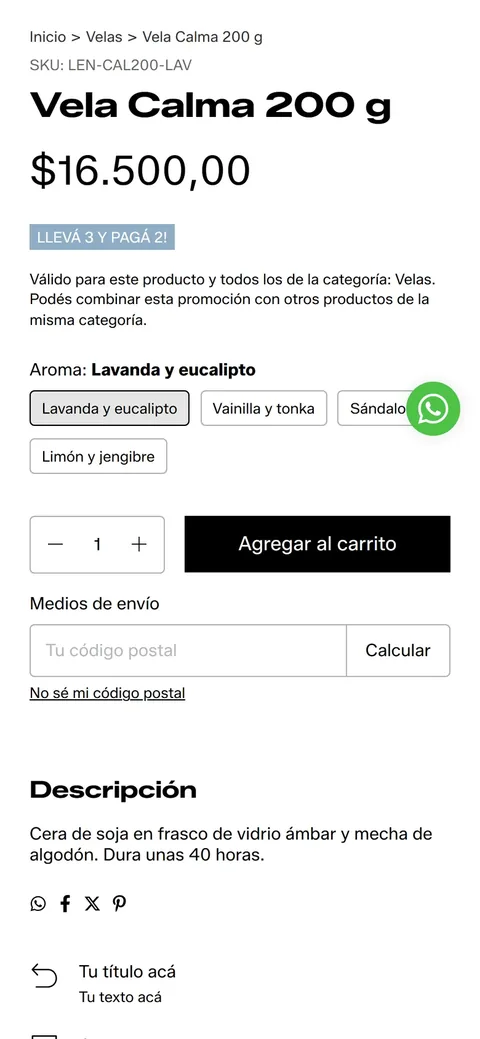 Inicio > Velas > Vela Calma 200 g
SKU: LEN-CAL200-LAV
Vela Calma 200 g
$16.500,00
LLEVÁ 3 Y PAGÁ 2!
Válido para este producto y todos los de la categoría: Velas.
Podés combinar esta promoción con otros productos de la
misma categoría.
Aroma: Lavanda y eucalipto
Lavanda y eucalipto
Vainilla y tonka
Sándalo
Limón y jengibre
1
Agregar al carrito
Medios de envío
Tu código postal
Calcular
No sé mi código postal
Descripción
Cera de soja en frasco de vidrio ámbar y mecha de
algodón. Dura unas 40 horas.
Tu título acá
Tu texto acá